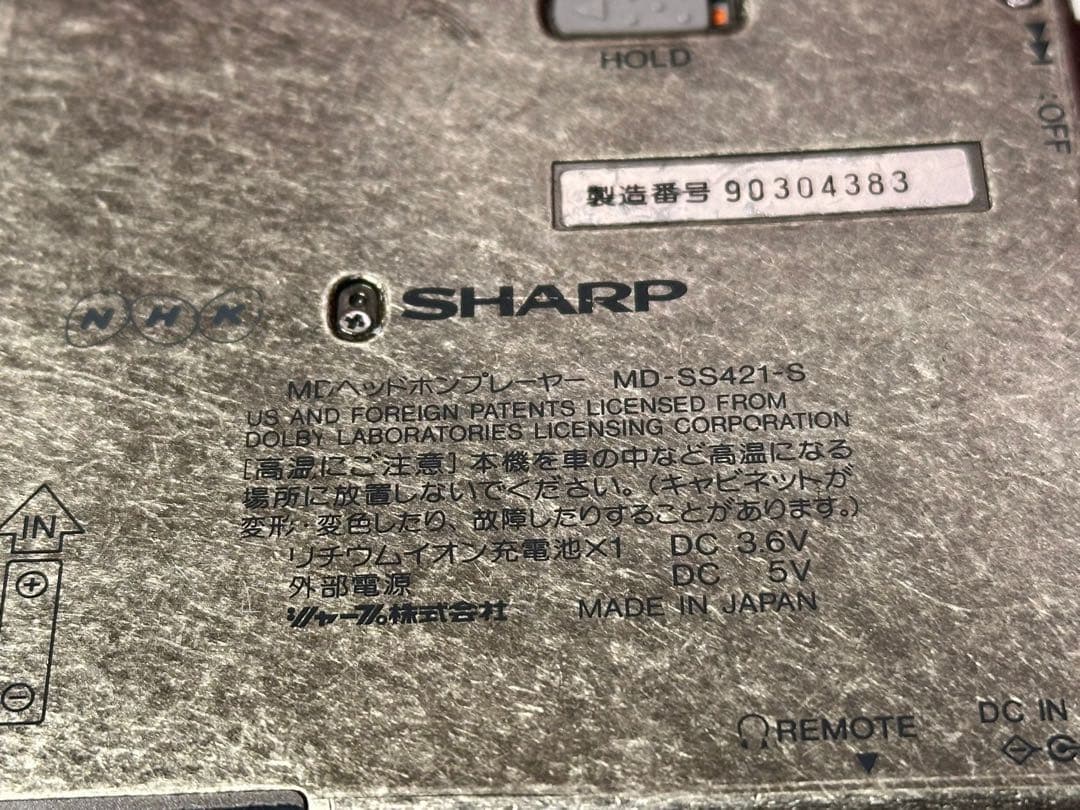 HOLD
:OFF
製造番号 90304383
NHK
SHARP
MDヘッドホンプレーヤー MD-SS421-S
US AND FOREIGN PATENTS LICENSED FROM
DOLBY LABORATORIES LICENSING CORPORATION
[高温にご注意] 本機を車の中など高温になる
場所に放置しないでください。(キャビネットが
変形・変色したり、故障したりすることがあります。)
IN
リチウムイオン充電池×1 DC 3.6V
外部電源 DC 5V
シャープ株式会社 MADE IN JAPAN
REMOTE
DC IN